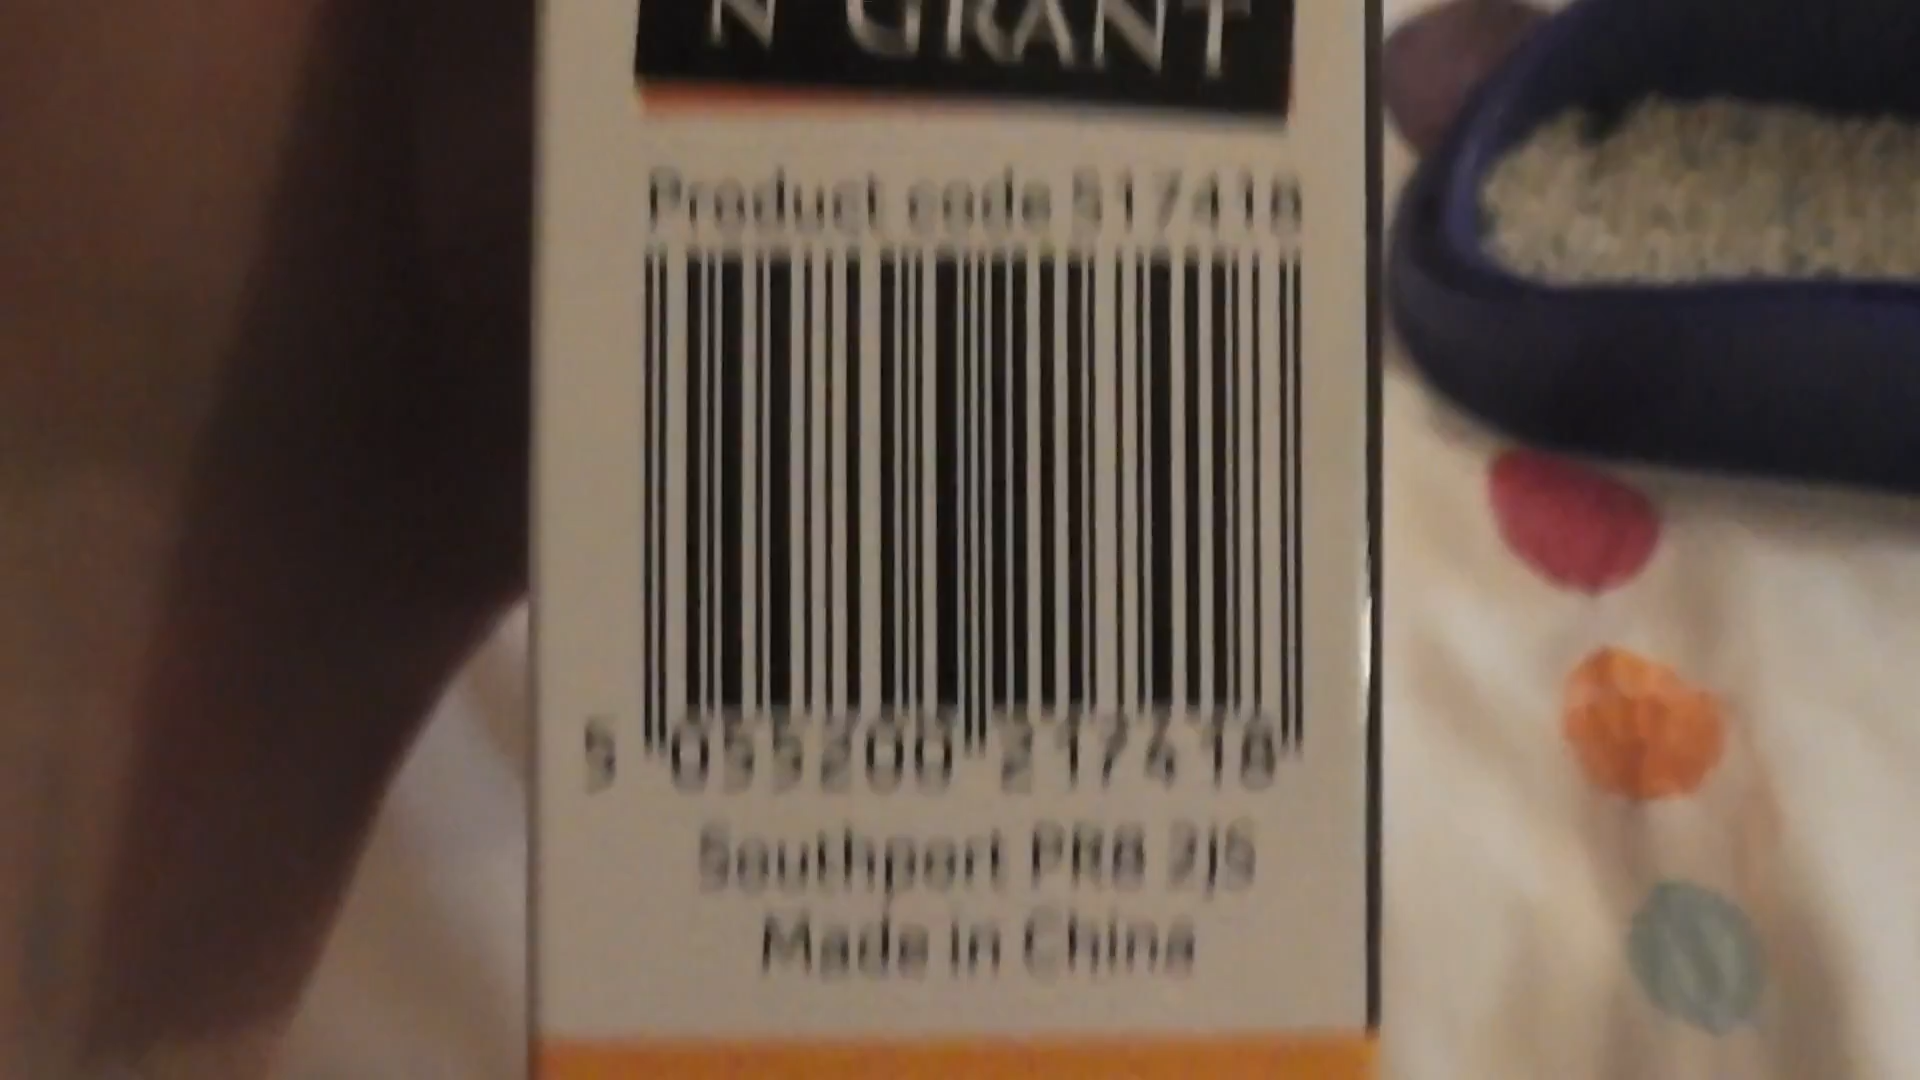 N GRANT
Product code 517418
5 055200 217418
Southport PR8 2JS
Made in China